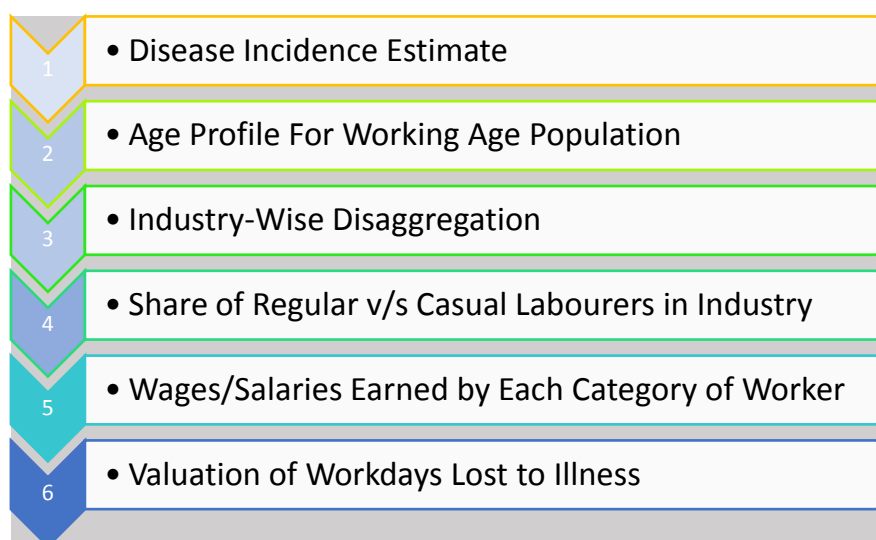 1 • Disease Incidence Estimate
2 • Age Profile For Working Age Population
3 • Industry-Wise Disaggregation
4 • Share of Regular v/s Casual Labourers in Industry
5 • Wages/Salaries Earned by Each Category of Worker
6 • Valuation of Workdays Lost to Illness